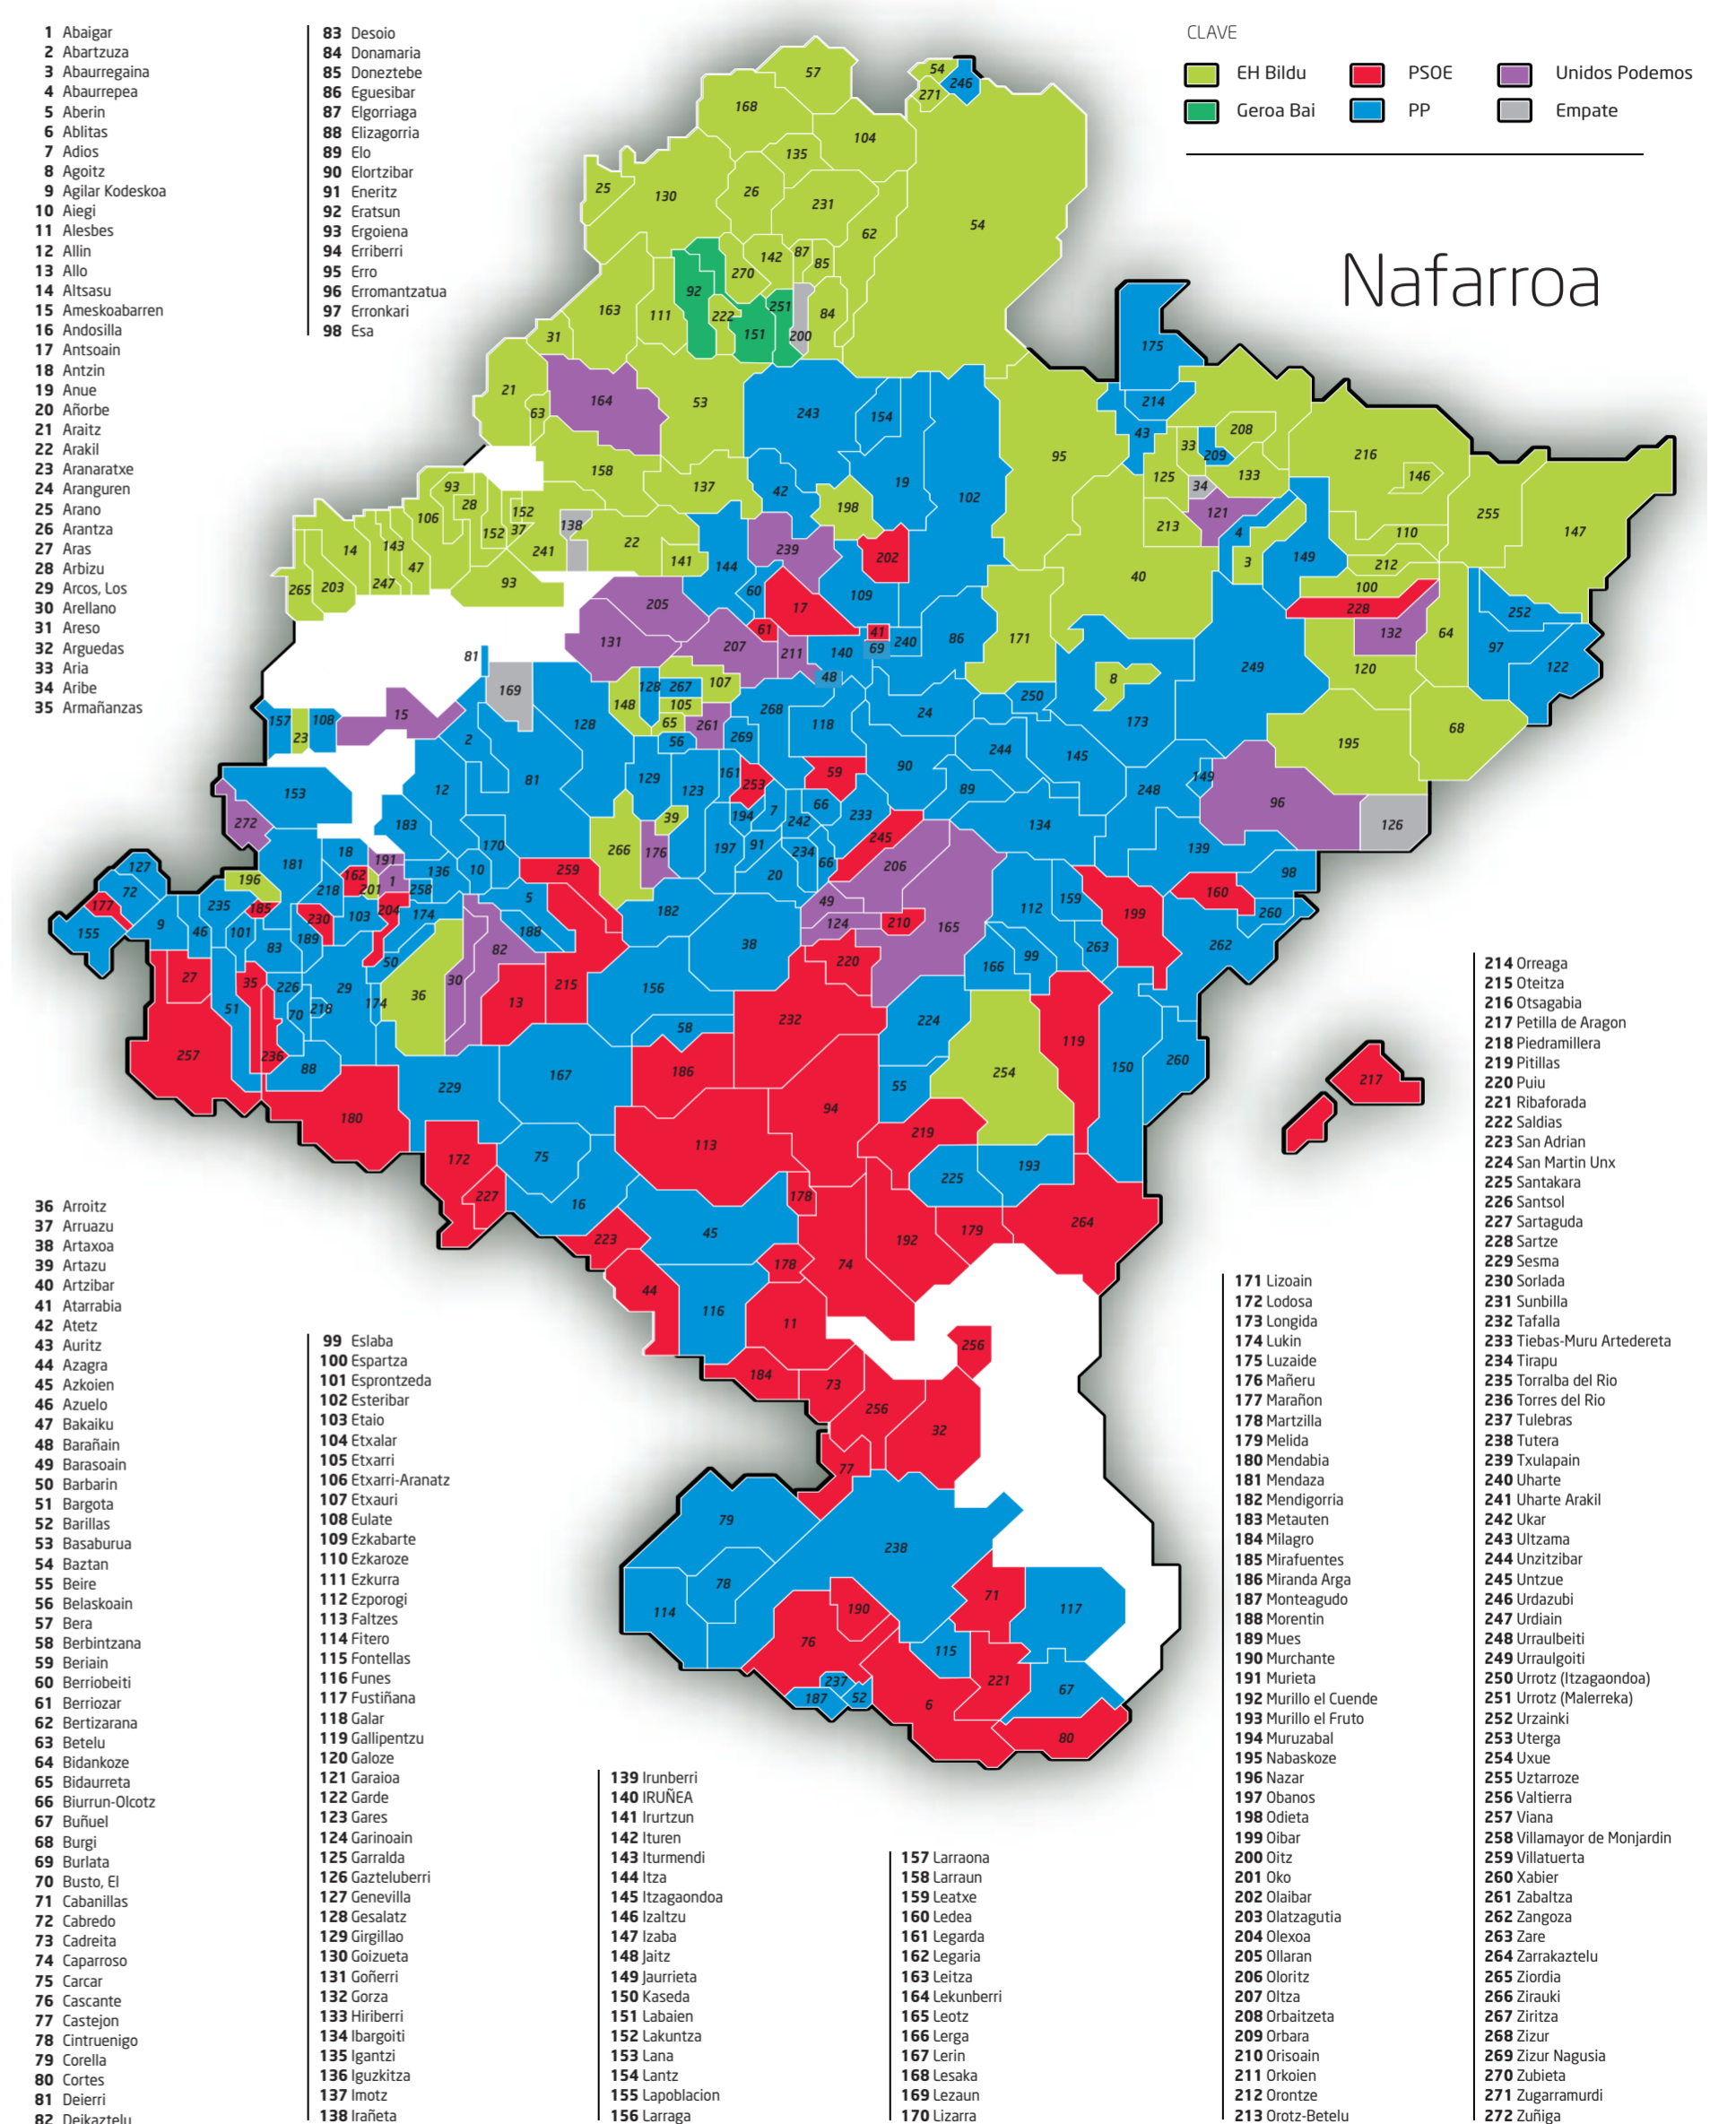 CLAVE
EH Bildu
PSOE
Unidos Podemos
Geroa Bai
PP
Empate
Nafarroa
1 Abaigar
2 Abartzuza
3 Abaurregaina
4 Abaurrepea
5 Aberin
6 Ablitas
7 Adios
8 Agoitz
9 Agilar Kodeskoa
10 Aiegi
11 Alesbes
12 Allin
13 Allo
14 Altsasu
15 Ameskoabarren
16 Andosilla
17 Antsoain
18 Antzin
19 Anue
20 Añorbe
21 Araitz
22 Arakil
23 Aranaratxe
24 Aranguren
25 Arano
26 Arantza
27 Aras
28 Arbizu
29 Arcos, Los
30 Arellano
31 Areso
32 Arguedas
33 Aria
34 Aribe
35 Armañanzas
36 Arroitz
37 Arruazu
38 Artaxoa
39 Artazu
40 Artzibar
41 Atarrabia
42 Atetz
43 Auritz
44 Azagra
45 Azkoien
46 Azuelo
47 Bakaiku
48 Barañain
49 Barasoain
50 Barbarin
51 Bargota
52 Barillas
53 Basaburua
54 Baztan
55 Beire
56 Belaskoain
57 Bera
58 Berbintzana
59 Beriain
60 Berriobeiti
61 Berriozar
62 Bertizarana
63 Betelu
64 Bidankoze
65 Bidaurreta
66 Biurrun-Olcotz
67 Buñuel
68 Burgi
69 Burlata
70 Busto, El
71 Cabanillas
72 Cabredo
73 Cadreita
74 Caparroso
75 Carcar
76 Cascante
77 Castejon
78 Cintruenigo
79 Corella
80 Cortes
81 Deierri
82 Deikaztelu
83 Desoio
84 Donamaria
85 Doneztebe
86 Eguesibar
87 Elgorriaga
88 Elizagorria
89 Elo
90 Elortzibar
91 Eneritz
92 Eratsun
93 Ergoiena
94 Erriberri
95 Erro
96 Erromantzatua
97 Erronkari
98 Esa
99 Eslaba
100 Espartza
101 Esprontzeda
102 Esteribar
103 Etaio
104 Etxalar
105 Etxarri
106 Etxarri-Aranatz
107 Etxauri
108 Eulate
109 Ezkabarte
110 Ezkaroze
111 Ezkurra
112 Ezporogi
113 Faltzes
114 Fitero
115 Fontellas
116 Funes
117 Fustiñana
118 Galar
119 Gallipentzu
120 Galoze
121 Garaioa
122 Garde
123 Gares
124 Garinoain
125 Garralda
126 Gazteluberri
127 Genevilla
128 Gesalatz
129 Girgillao
130 Goizueta
131 Goñerri
132 Gorza
133 Hiriberri
134 Ibargoiti
135 Igantzi
136 Iguzkitza
137 Imotz
138 Irañeta
139 Irunberri
140 IRUÑEA
141 Irurtzun
142 Ituren
143 Iturmendi
144 Itza
145 Itzagaondoa
146 Izaltzu
147 Izaba
148 Jaitz
149 Jaurrieta
150 Kaseda
151 Labaien
152 Lakuntza
153 Lana
154 Lantz
155 Lapoblacion
156 Larraga
157 Larraona
158 Larraun
159 Leatxe
160 Ledea
161 Legarda
162 Legaria
163 Leitza
164 Lekunberri
165 Leotz
166 Lerga
167 Lerin
168 Lesaka
169 Lezaun
170 Lizarra
171 Lizoain
172 Lodosa
173 Longida
174 Lukin
175 Luzaide
176 Mañeru
177 Marañon
178 Martzilla
179 Melida
180 Mendabia
181 Mendaza
182 Mendigorria
183 Metauten
184 Milagro
185 Mirafuentes
186 Miranda Arga
187 Monteagudo
188 Morentin
189 Mues
190 Murchante
191 Murieta
192 Murillo el Cuende
193 Murillo el Fruto
194 Muruzabal
195 Nabaskoze
196 Nazar
197 Obanos
198 Odieta
199 Oibar
200 Oitz
201 Oko
202 Olaibar
203 Olatzagutia
204 Olexoa
205 Ollaran
206 Oloritz
207 Oltza
208 Orbaitzeta
209 Orbara
210 Orisoain
211 Orkoien
212 Orontze
213 Orotz-Betelu
214 Orreaga
215 Oteitza
216 Otsagabia
217 Petilla de Aragon
218 Piedramillera
219 Pitillas
220 Puiu
221 Ribaforada
222 Saldias
223 San Adrian
224 San Martin Unx
225 Santakara
226 Santsol
227 Sartaguda
228 Sartze
229 Sesma
230 Sorlada
231 Sunbilla
232 Tafalla
233 Tiebas-Muru Artedereta
234 Tirapu
235 Torralba del Rio
236 Torres del Rio
237 Tulebras
238 Tutera
239 Txulapain
240 Uharte
241 Uharte Arakil
242 Ukar
243 Ultzama
244 Unzitzibar
245 Untzue
246 Urdazubi
247 Urdiain
248 Urraulbeiti
249 Urraulgoiti
250 Urrotz (Itzagaondoa)
251 Urrotz (Malerreka)
252 Urzainki
253 Uterga
254 Uxue
255 Uztarroze
256 Valtierra
257 Viana
258 Villamayor de Monjardin
259 Villatuerta
260 Xabier
261 Zabaltza
262 Zangoza
263 Zare
264 Zarrakaztelu
265 Ziordia
266 Zirauki
267 Ziritza
268 Zizur
269 Zizur Nagusia
270 Zubieta
271 Zugarramurdi
272 Zuñiga